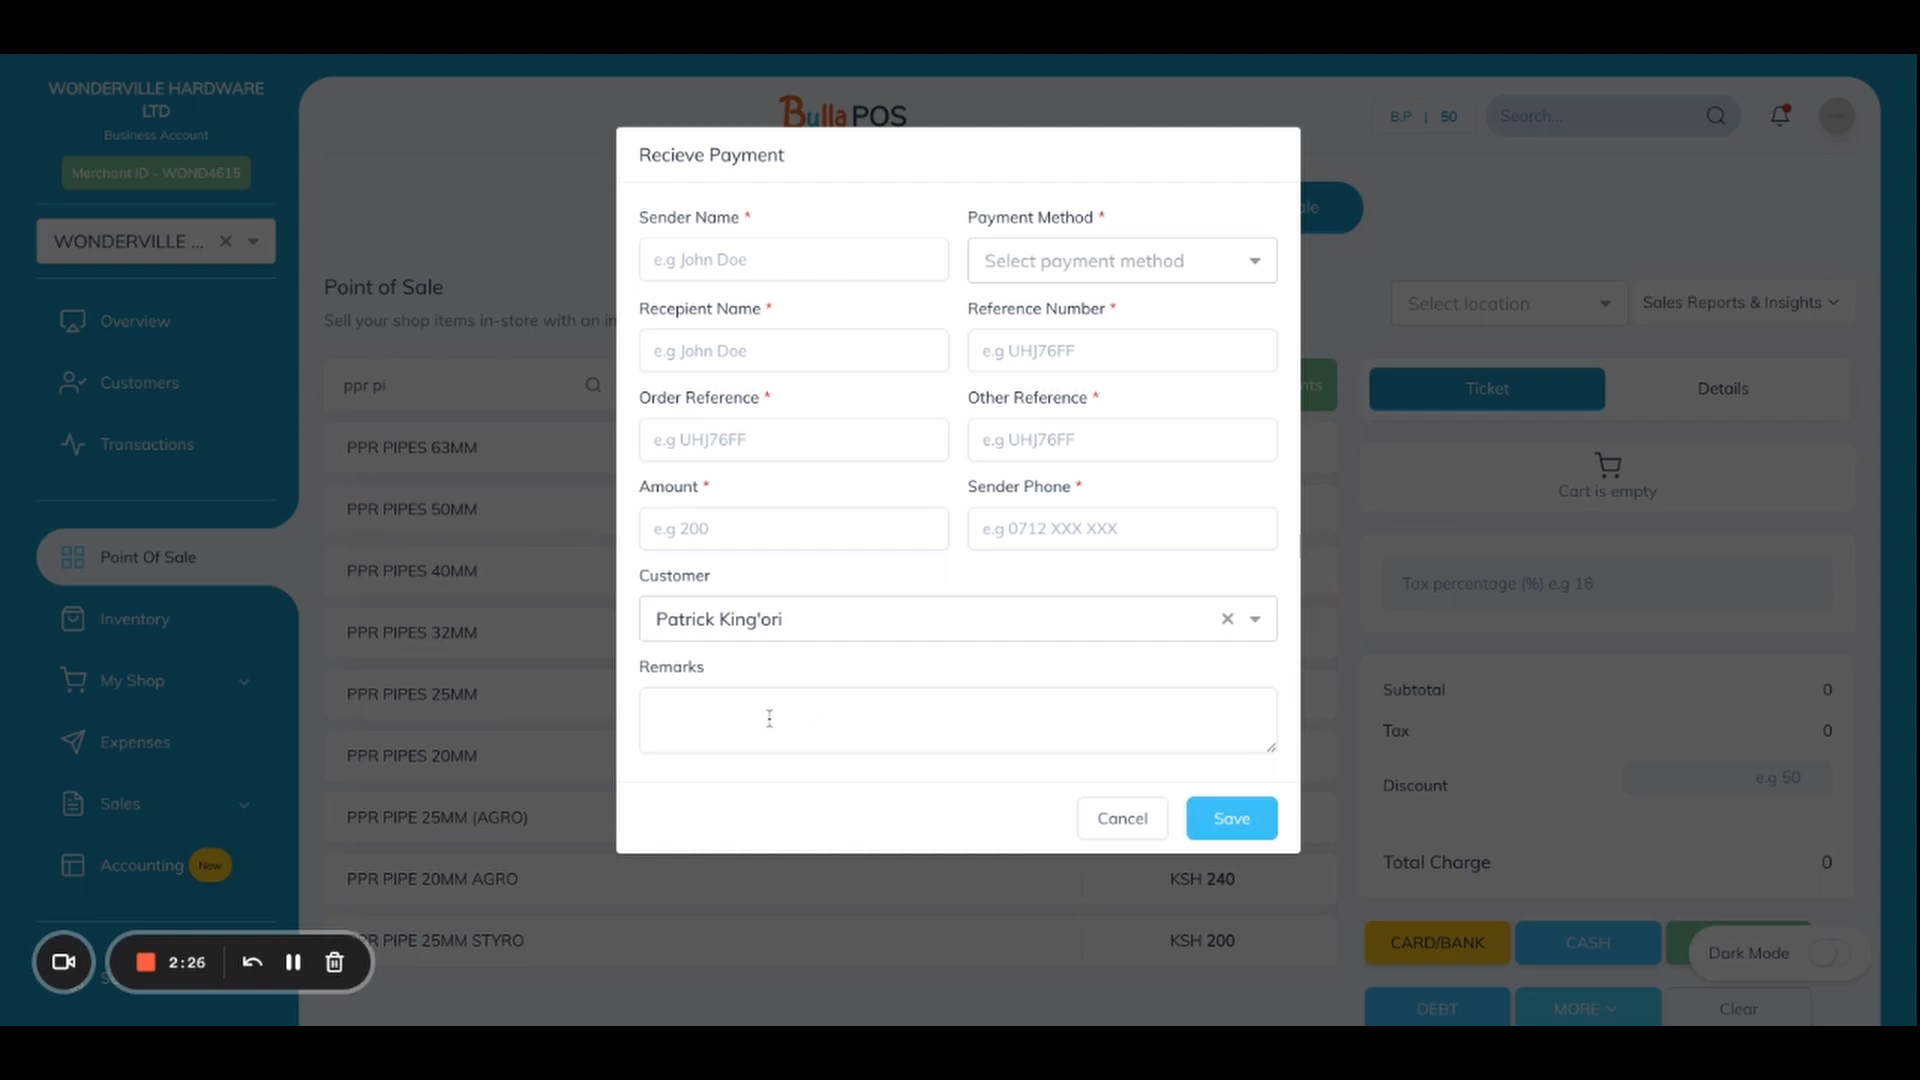 WONDERVILLE HARDWARE
LTD
Business Account
Merchant ID - WOND4615
WONDERVILLE ...
Overview
Customers
Transactions
Point Of Sale
Inventory
My Shop
Expenses
Sales
Accounting New
2:26
Bulla POS
B.P | 50
Search...
Point of Sale
Sell your shop items in-store with an in
Select location
Sales Reports & Insights
ppr pi
PPR PIPES 63MM
PPR PIPES 50MM
PPR PIPES 40MM
PPR PIPES 32MM
PPR PIPES 25MM
PPR PIPES 20MM
PPR PIPE 25MM (AGRO)
PPR PIPE 20MM AGRO KSH 240
PR PIPE 25MM STYRO KSH 200
Recieve Payment
Sender Name * Payment Method *
e.g John Doe Select payment method
Recepient Name * Reference Number *
e.g John Doe e.g UHJ76FF
Order Reference * Other Reference *
e.g UHJ76FF e.g UHJ76FF
Amount * Sender Phone *
e.g 200 e.g 0712 XXX XXX
Customer
Patrick King'ori
Remarks
Cancel Save
Ticket Details
Cart is empty
Tax percentage (%) e.g 16
Subtotal 0
Tax 0
Discount e.g 50
Total Charge 0
CARD/BANK CASH
Dark Mode
DEBT MORE Clear